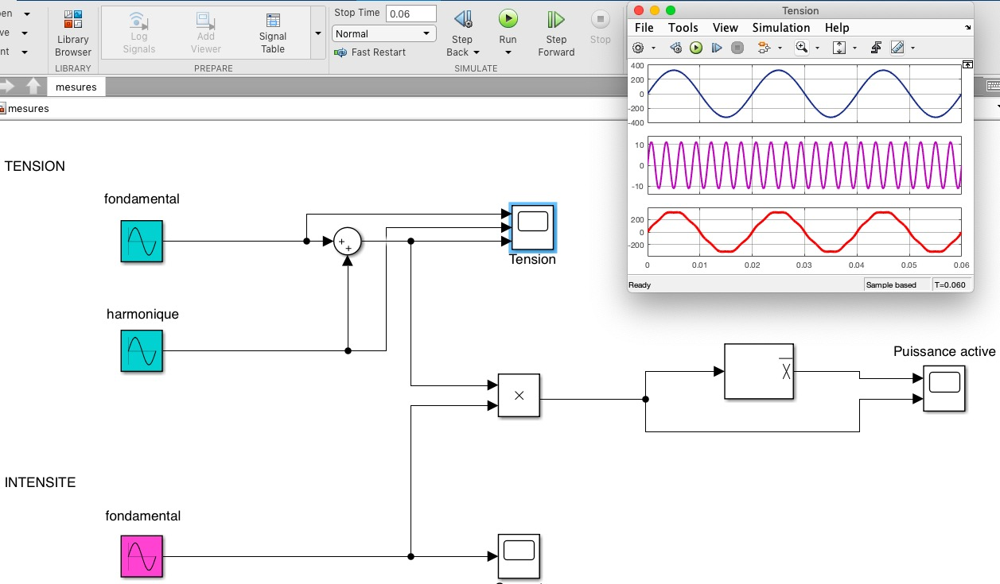 pen
Stop Time 0.06
ve
nt
Library
Browser
Log
Signals
Add
Viewer
Signal
Table
Normal
Fast Restart
Step
Back
Run
Step
Forward
Stop
LIBRARY
PREPARE
SIMULATE
mesures
mesures
Tension
File Tools View Simulation Help
400
200
0
-200
-400
10
0
-10
200
0
-200
0 0.01 0.02 0.03 0.04 0.05 0.06
Ready Sample based T=0.060
TENSION
fondamental
+
+
Tension
harmonique
×
X
Puissance active
INTENSITE
fondamental